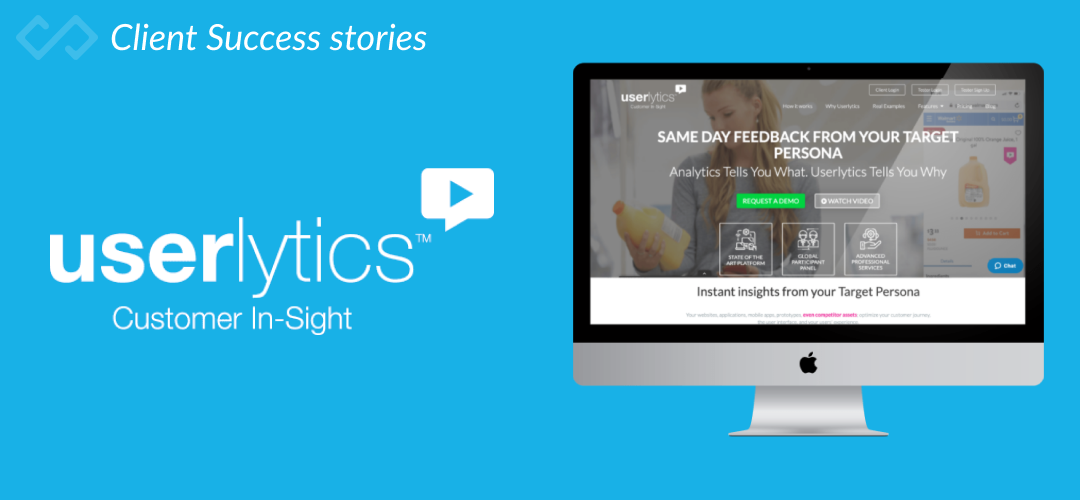 Client Success stories
userlytics™
Customer In-Sight
userlytics
Customer In-Sight
Client Login
Tester Login
Tester Sign Up
How it works
Why Userlytics
Real Examples
Features
Pricing
Blog
SAME DAY FEEDBACK FROM YOUR TARGET
PERSONA
Analytics Tells You What. Userlytics Tells You Why
REQUEST A DEMO
WATCH VIDEO
STATE OF THE
ART PLATFORM
GLOBAL
PARTICIPANT
PANEL
ADVANCED
PROFESSIONAL
SERVICES
Add to Cart
Chat
Instant insights from your Target Persona
Your websites, applications, mobile apps, prototypes, even competitor assets: optimize your customer journey,
the user interface, and your users' experience.